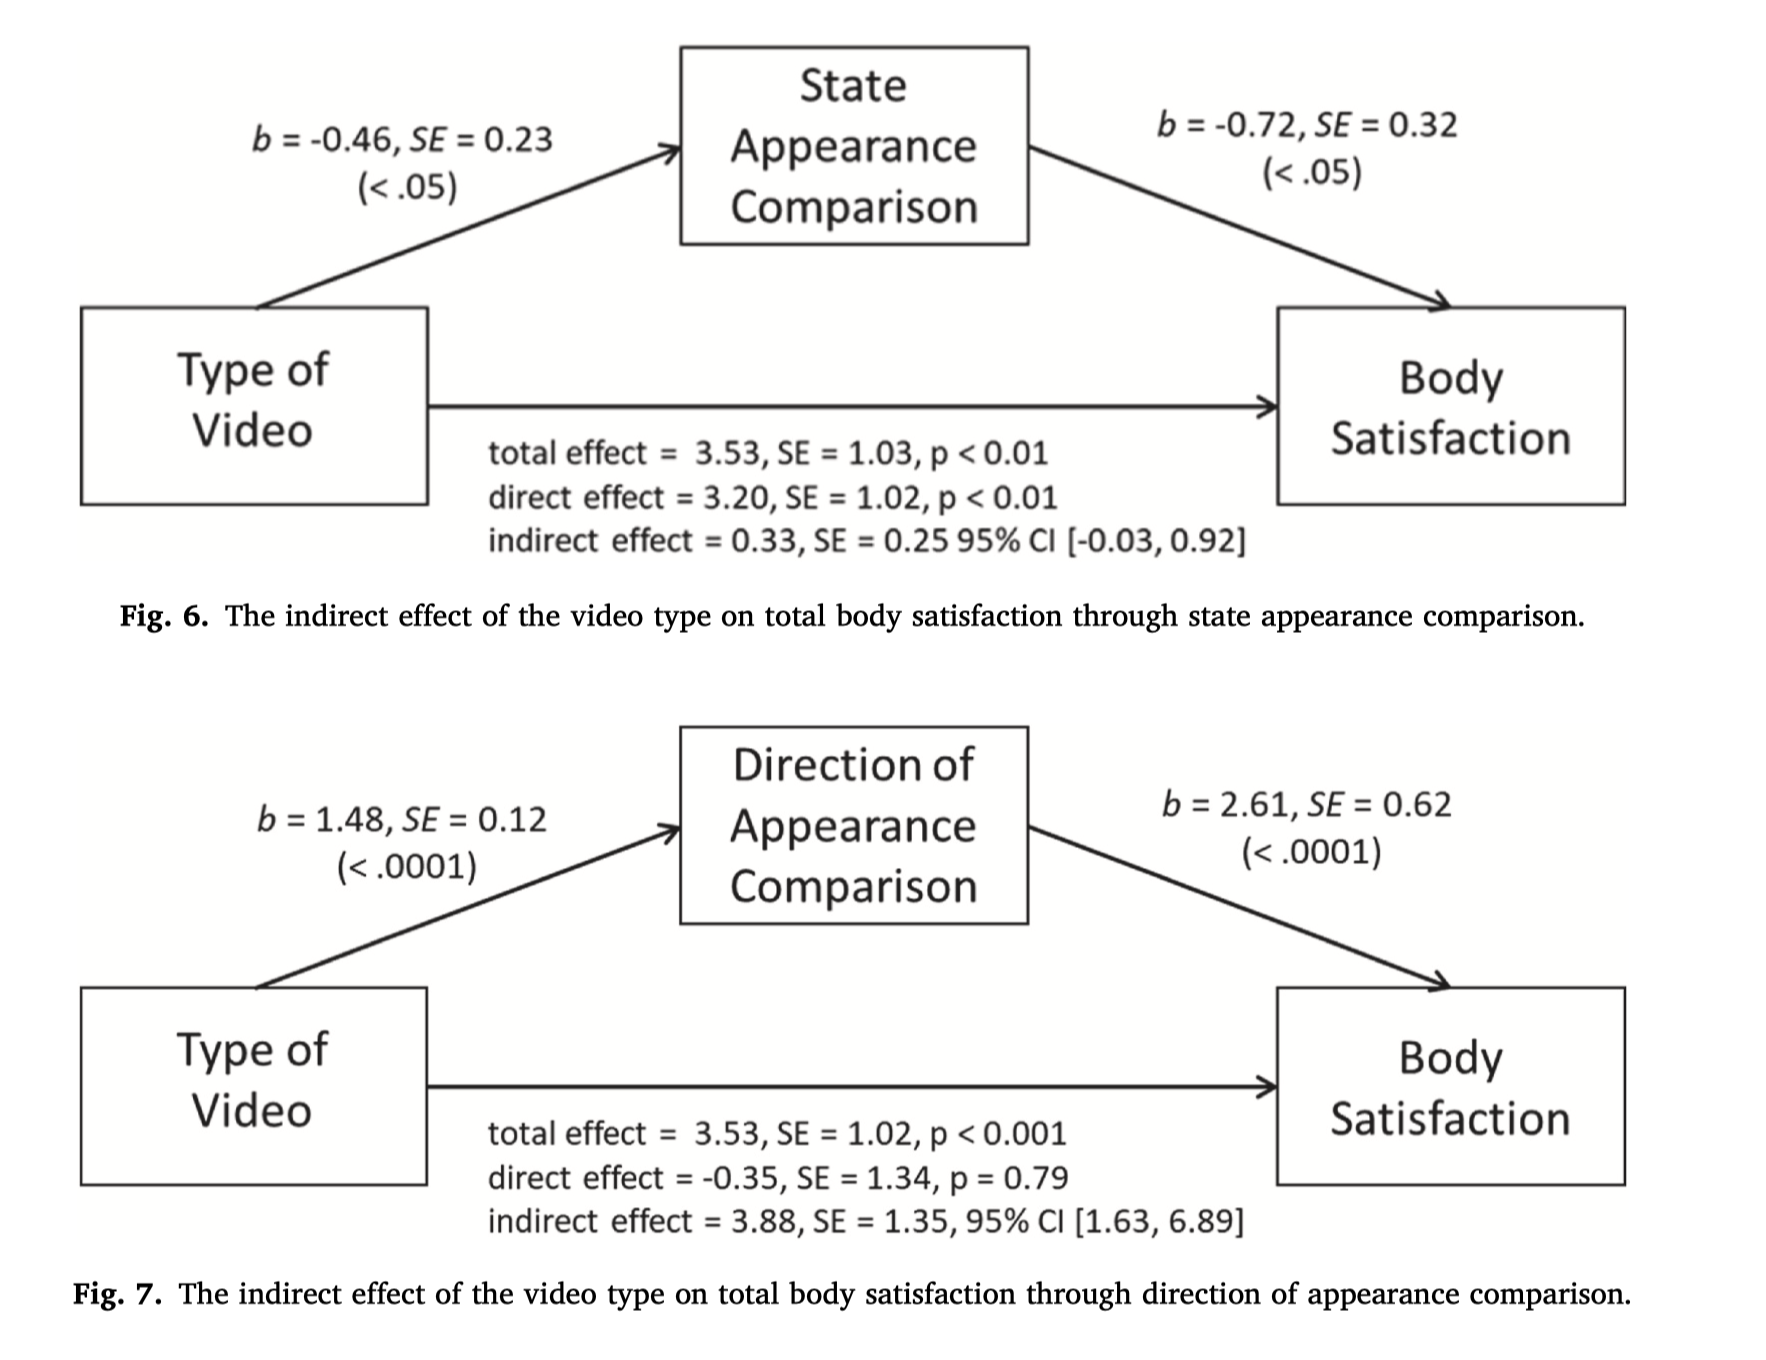 State
Appearance
Comparison
b = -0.46, SE = 0.23
(< .05)
b = -0.72, SE = 0.32
(< .05)
Type of
Video
Body
Satisfaction
total effect = 3.53, SE = 1.03, p < 0.01
direct effect = 3.20, SE = 1.02, p < 0.01
indirect effect = 0.33, SE = 0.25 95% CI [-0.03, 0.92]
Fig. 6. The indirect effect of the video type on total body satisfaction through state appearance comparison.
Direction of
Appearance
Comparison
b = 1.48, SE = 0.12
(< .0001)
b = 2.61, SE = 0.62
(< .0001)
Type of
Video
Body
Satisfaction
total effect = 3.53, SE = 1.02, p < 0.001
direct effect = -0.35, SE = 1.34, p = 0.79
indirect effect = 3.88, SE = 1.35, 95% CI [1.63, 6.89]
Fig. 7. The indirect effect of the video type on total body satisfaction through direction of appearance comparison.